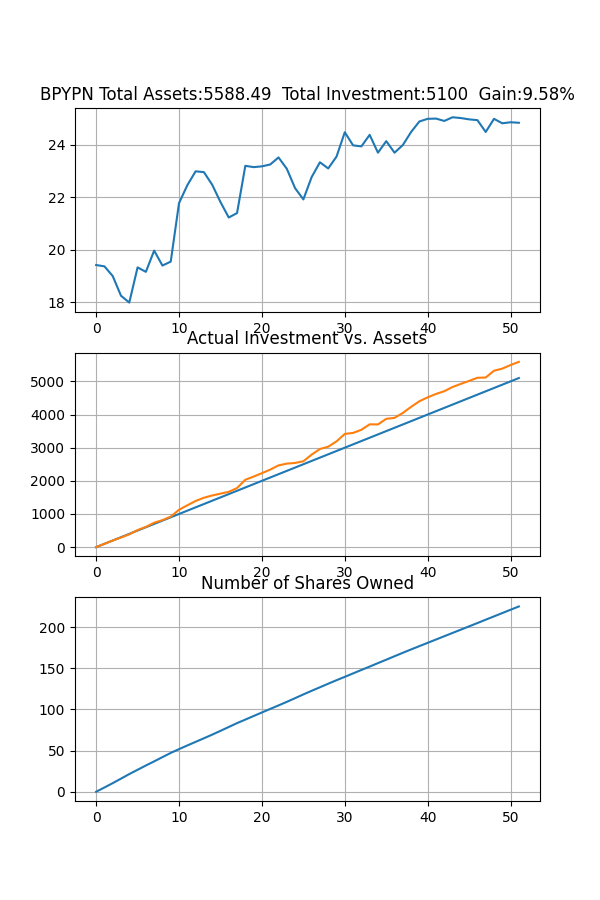 BPYPN Total Assets:5588.49  Total Investment:5100  Gain:9.58%
24
22
20
18
0 10 20 30 40 50
Actual Investment vs. Assets
5000
4000
3000
2000
1000
0
0 10 20 30 40 50
Number of Shares Owned
200
150
100
50
0
0 10 20 30 40 50